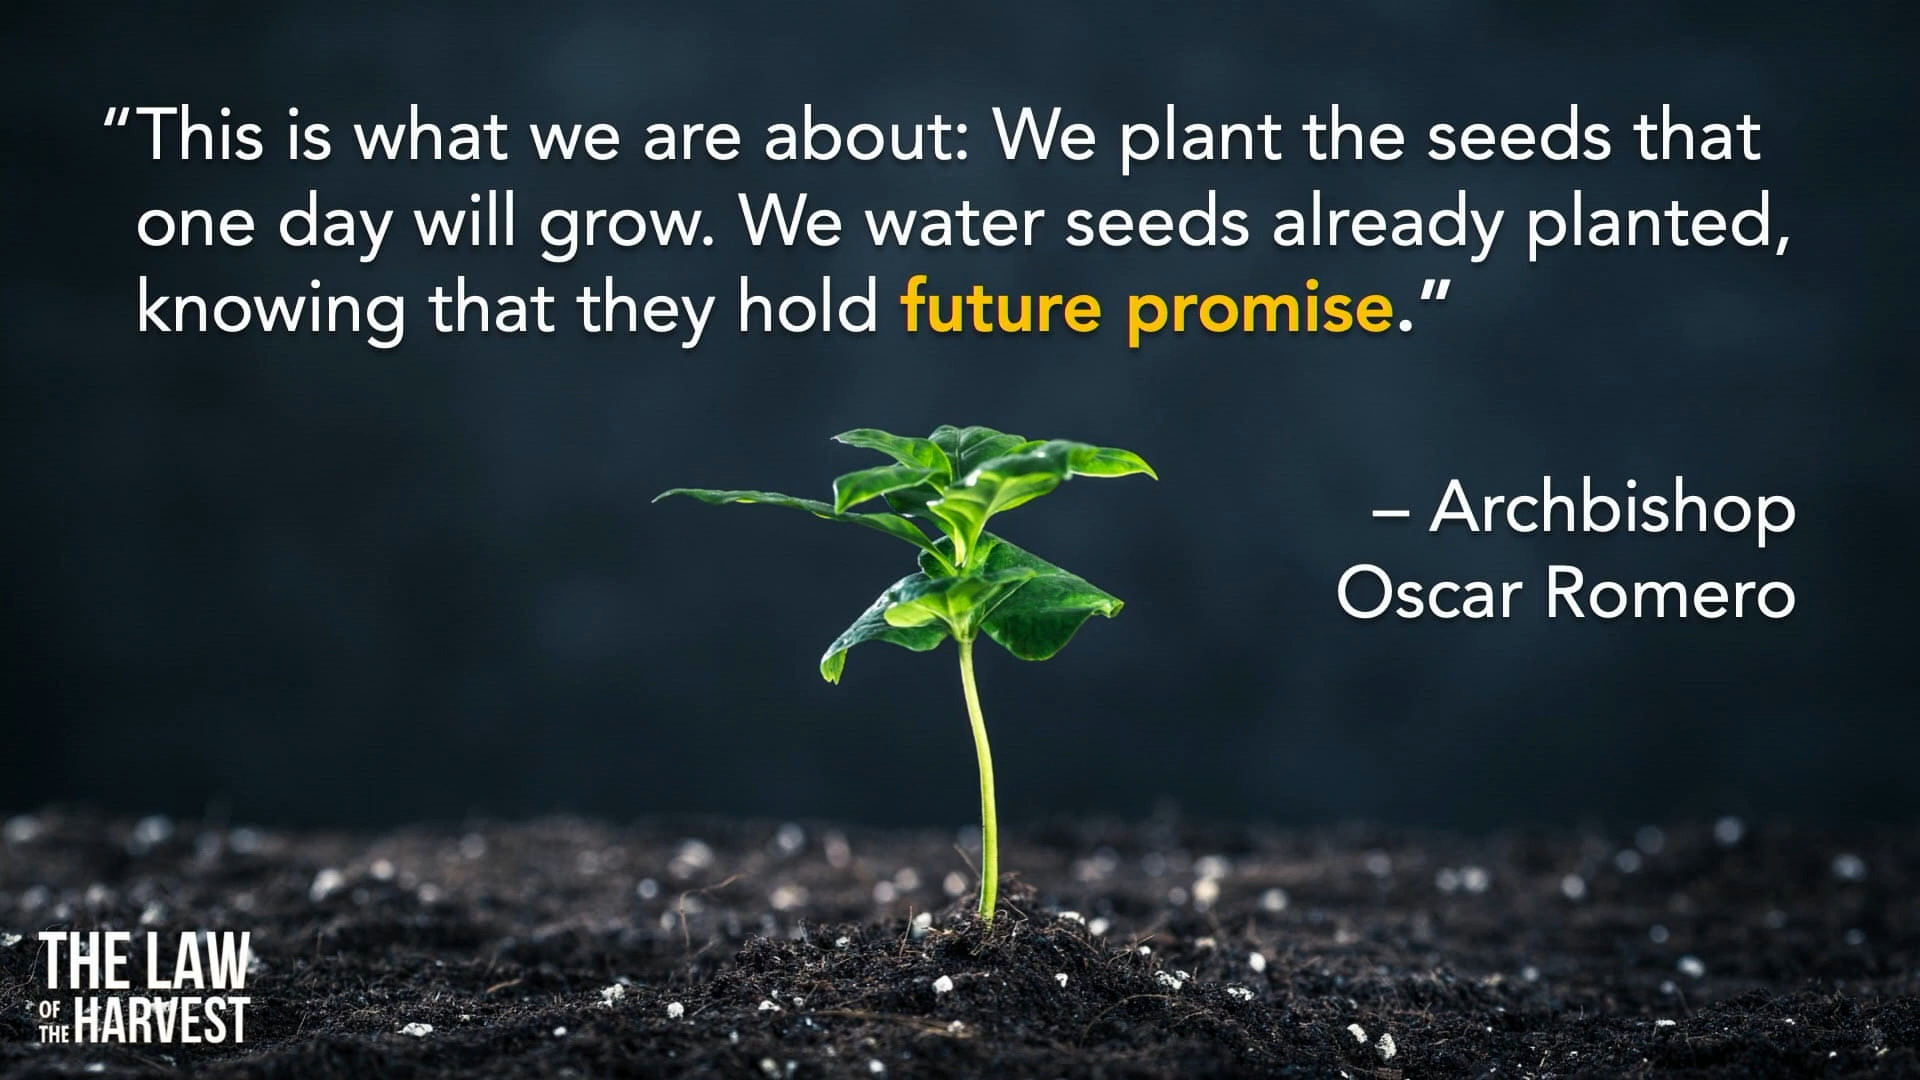 “This is what we are about: We plant the seeds that
one day will grow. We water seeds already planted,
knowing that they hold future promise.”
– Archbishop
Oscar Romero
THE LAW
OF THE HARVEST